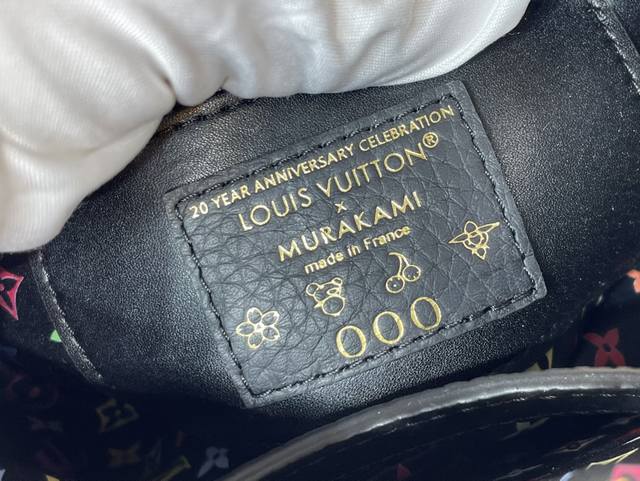 20 YEAR ANNIVERSARY CELEBRATION
LOUIS VUITTON®
×
MURAKAMI
made in France
000